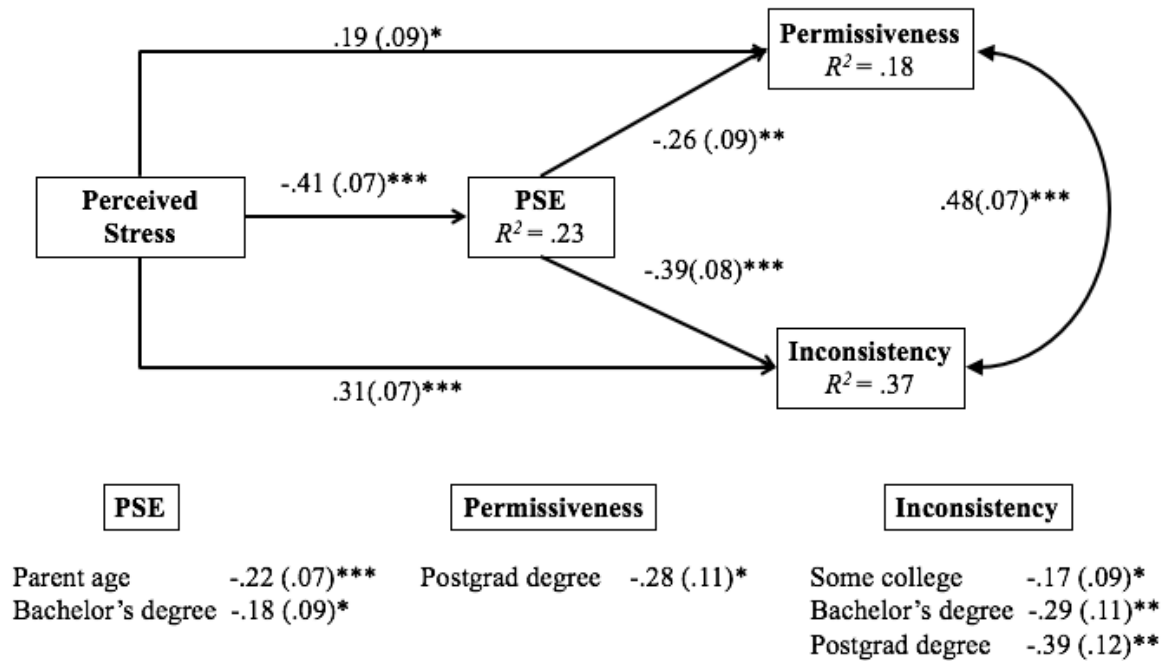 .19 (.09)*
Permissiveness
R² = .18
-.26 (.09)**
-.41 (.07)***
Perceived
Stress
PSE
R² = .23
.48(.07)***
-.39(.08)***
Inconsistency
R² = .37
.31(.07)***
PSE
Parent age -.22 (.07)***
Bachelor's degree -.18 (.09)*
Permissiveness
Postgrad degree -.28 (.11)*
Inconsistency
Some college -.17 (.09)*
Bachelor's degree -.29 (.11)**
Postgrad degree -.39 (.12)**